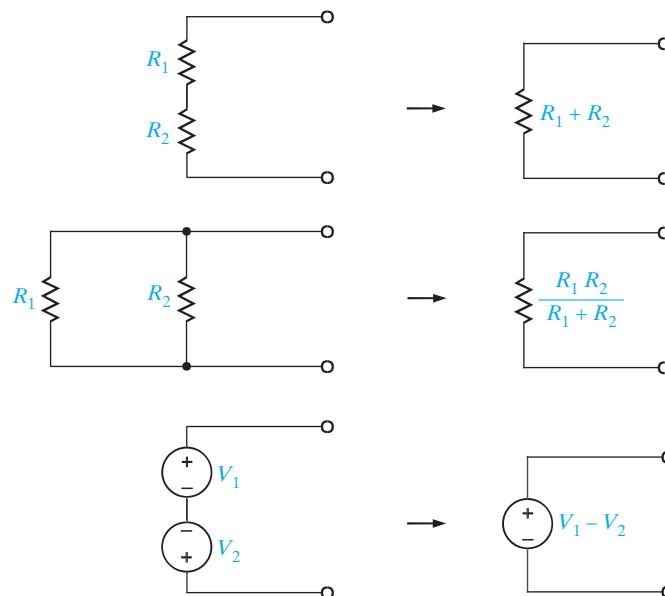 R₁
R₂
R₁ + R₂
R₁
R₂
R₁ R₂
R₁ + R₂
+
−
V₁
−
+
V₂
+
−
V₁ − V₂